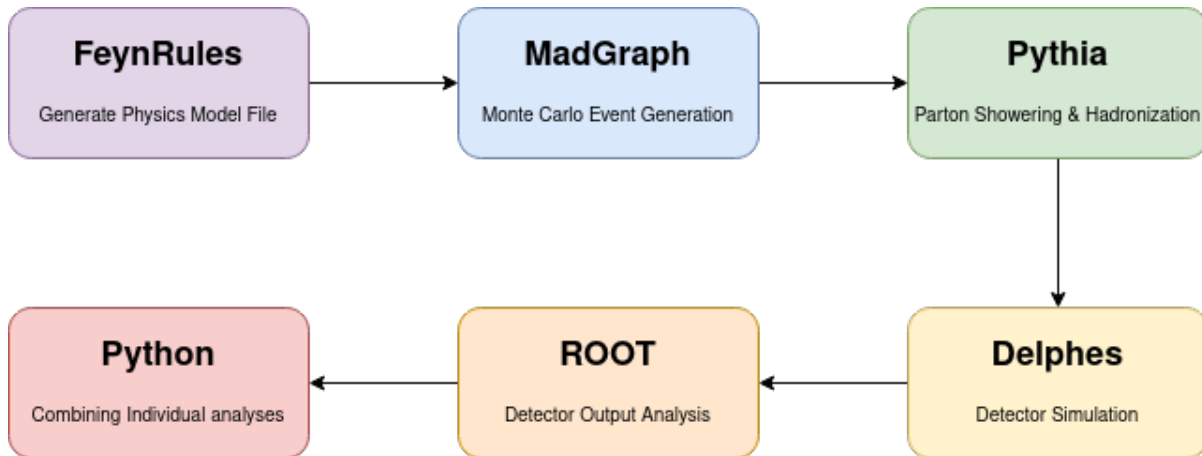 FeynRules
Generate Physics Model File
MadGraph
Monte Carlo Event Generation
Pythia
Parton Showering & Hadronization
Python
Combining Individual analyses
ROOT
Detector Output Analysis
Delphes
Detector Simulation